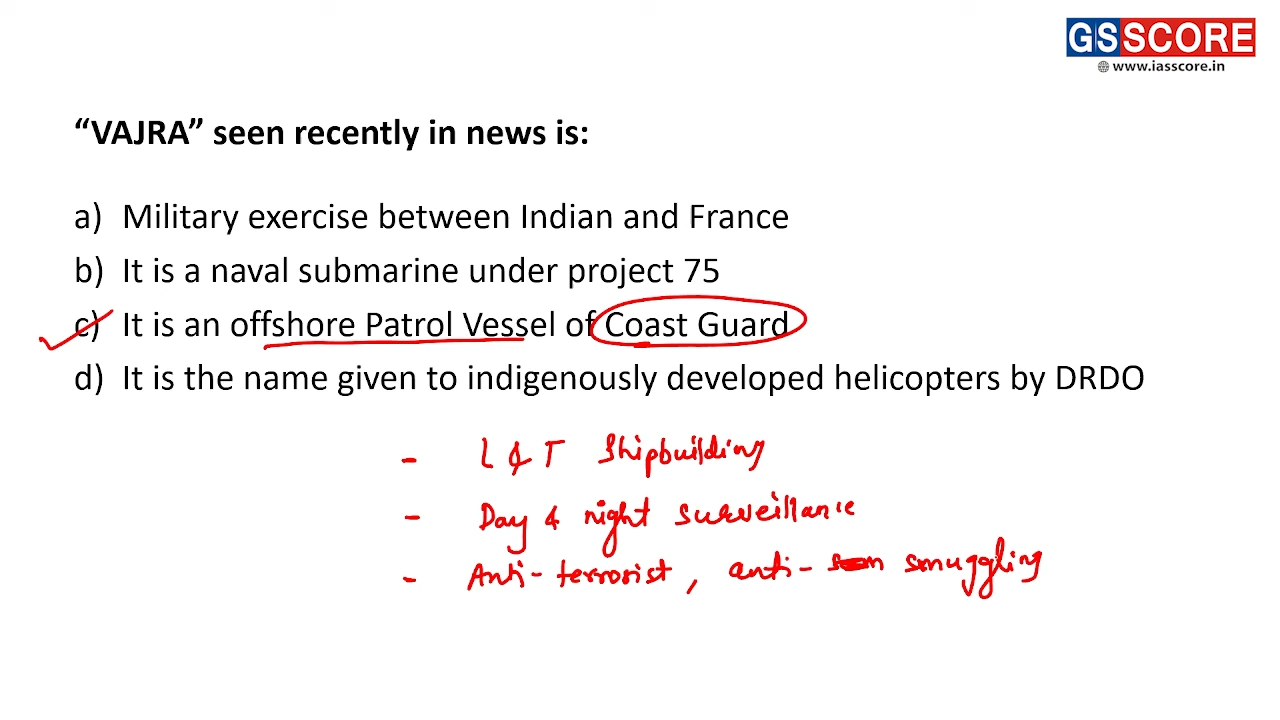 GSSCORE
www.iasscore.in
“VAJRA” seen recently in news is:
a) Military exercise between Indian and France
b) It is a naval submarine under project 75
c) It is an offshore Patrol Vessel of Coast Guard
d) It is the name given to indigenously developed helicopters by DRDO
- L & T Shipbuilding
- Day & night surveillance
- Anti-terrorist, anti- smuggling